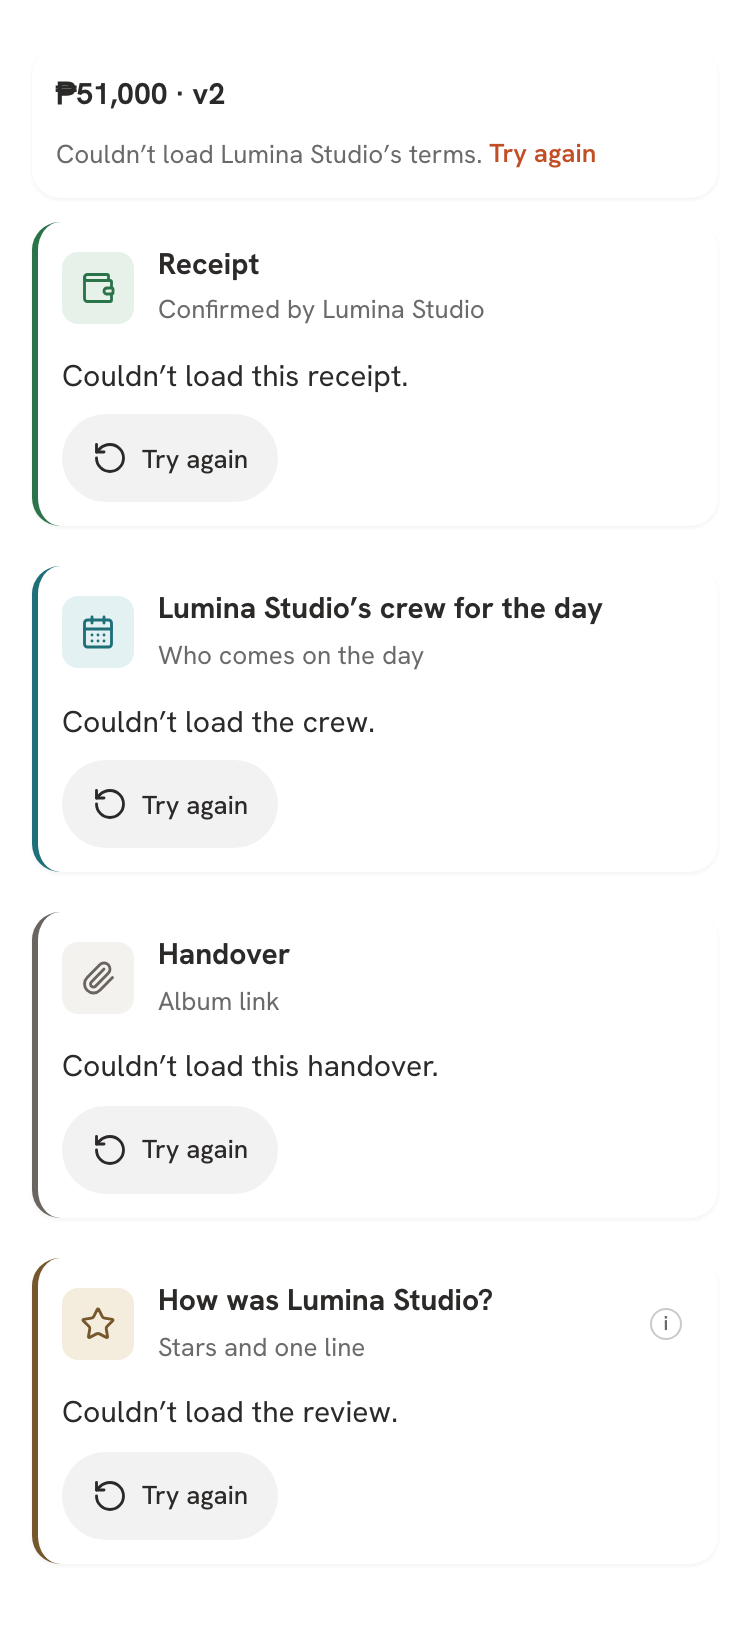 ₱51,000 · v2
Couldn’t load Lumina Studio’s terms. Try again
Receipt
Confirmed by Lumina Studio
Couldn’t load this receipt.
Try again
Lumina Studio’s crew for the day
Who comes on the day
Couldn’t load the crew.
Try again
Handover
Album link
Couldn’t load this handover.
Try again
How was Lumina Studio?
i
Stars and one line
Couldn’t load the review.
Try again